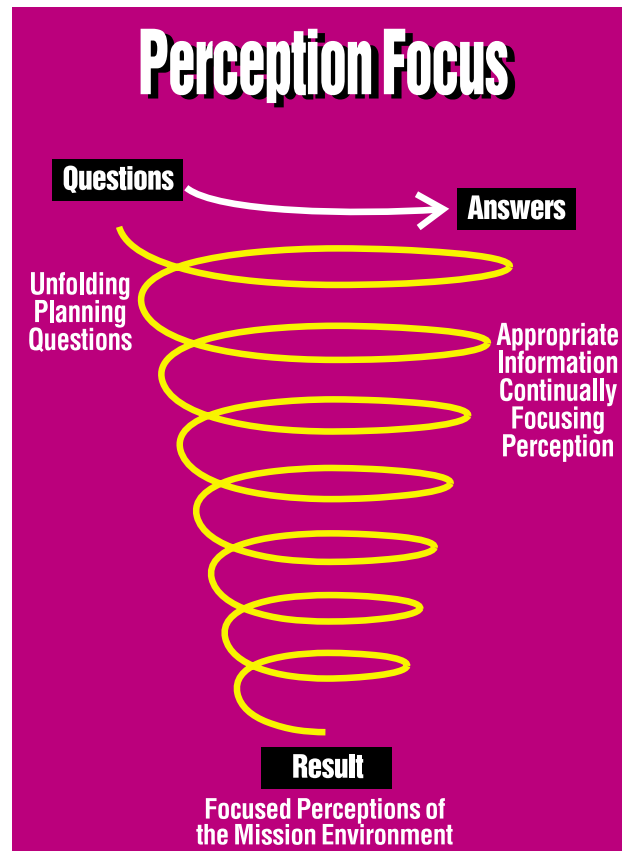 Perception Focus
Questions
Answers
Unfolding
Planning
Questions
Appropriate
Information
Continually
Focusing
Perception
Result
Focused Perceptions of
the Mission Environment